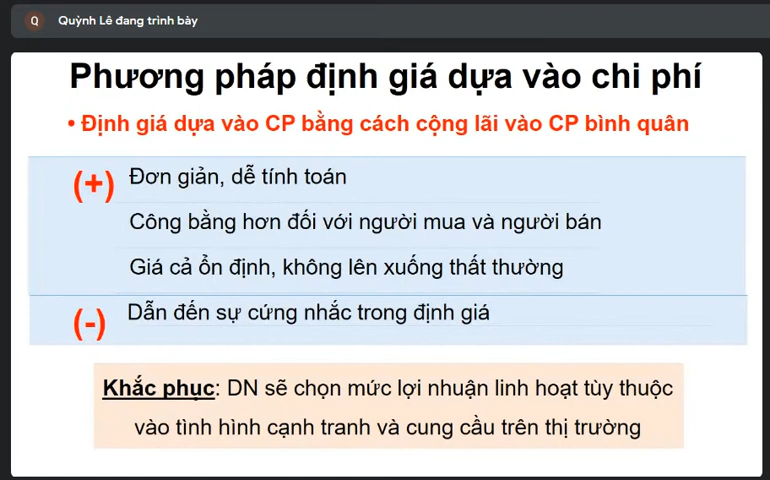 Q Quỳnh Lê đang trình bày
Phương pháp định giá dựa vào chi phí
• Định giá dựa vào CP bằng cách cộng lãi vào CP bình quân
(+) Đơn giản, dễ tính toán
Công bằng hơn đối với người mua và người bán
Giá cả ổn định, không lên xuống thất thường
(-) Dẫn đến sự cứng nhắc trong định giá
Khắc phục: DN sẽ chọn mức lợi nhuận linh hoạt tùy thuộc
vào tình hình cạnh tranh và cung cầu trên thị trường